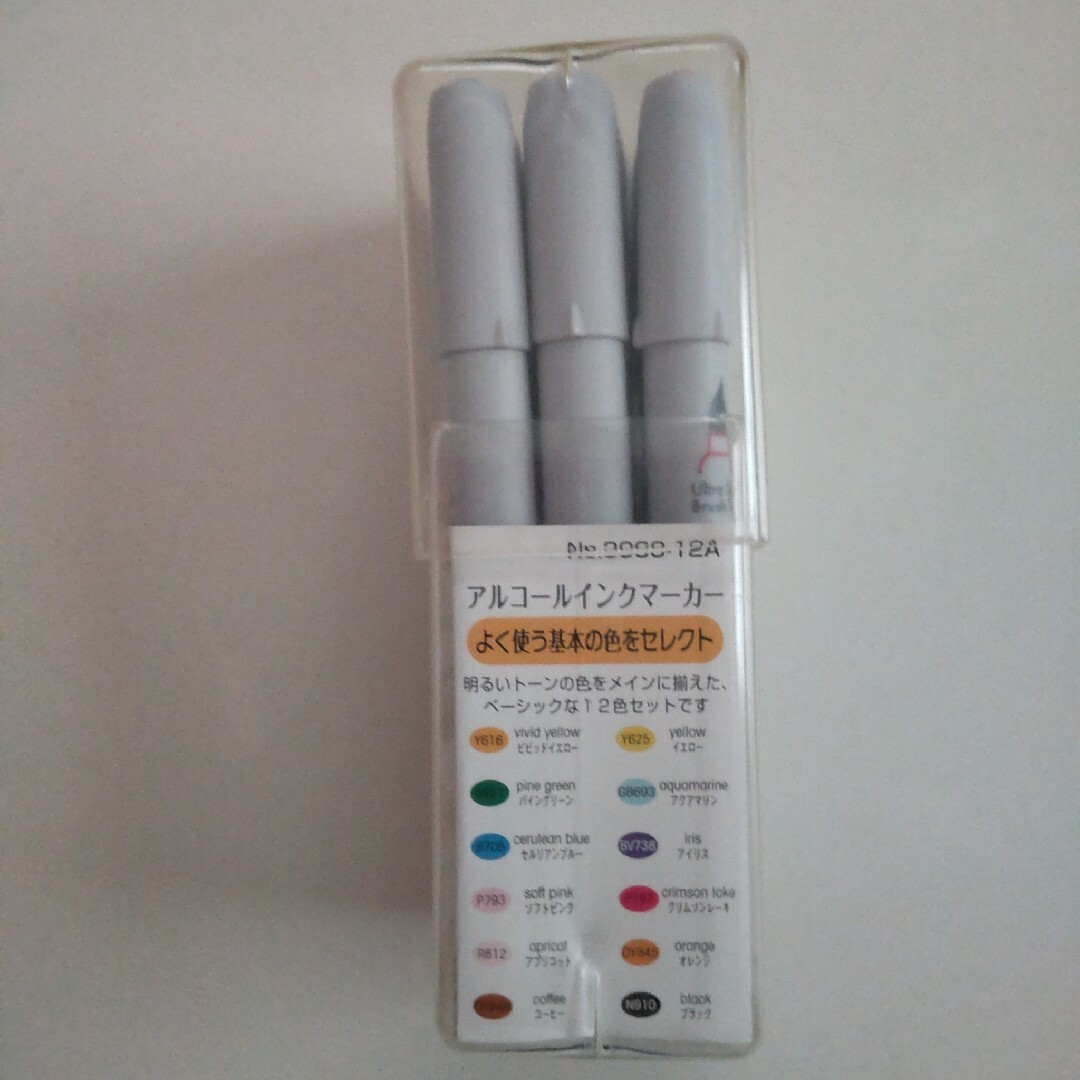 No.9900-12A
アルコールインクマーカー
よく使う基本の色をセレクト
明るいトーンの色をメインに揃えた、
ベーシックな12色セットです
Y616 vivid yellow ビビッドイエロー
Y625 yellow イエロー
pine green パイングリーン
GB693 aquamarine アクアマリン
B705 cerulean blue セルリアンブルー
BV738 iris アイリス
P793 soft pink ソフトピンク
crimson lake クリムゾンレーキ
R812 apricot アプリコット
OY845 orange オレンジ
coffee コーヒー
N910 black ブラック